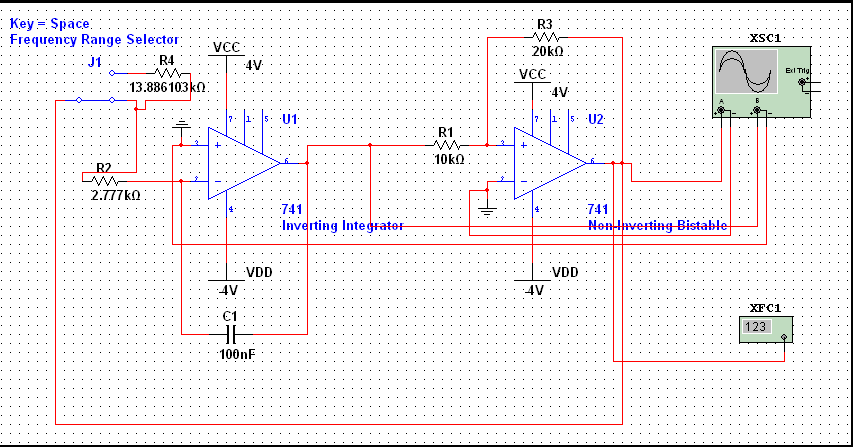 Key = Space
Frequency Range Selector
J1
R4
13.886103kΩ
VCC
4V
7 1 5
U1
3
+
2
-
6
4
741
Inverting Integrator
R2
2.777kΩ
VDD
-4V
C1
100nF
R3
20kΩ
VCC
4V
7 1 5
U2
R1
10kΩ
3
+
2
-
6
4
741
Non-Inverting Bistable
VDD
-4V
XSC1
Ext Trig
+
-
A
B
+ - + -
XFC1
123